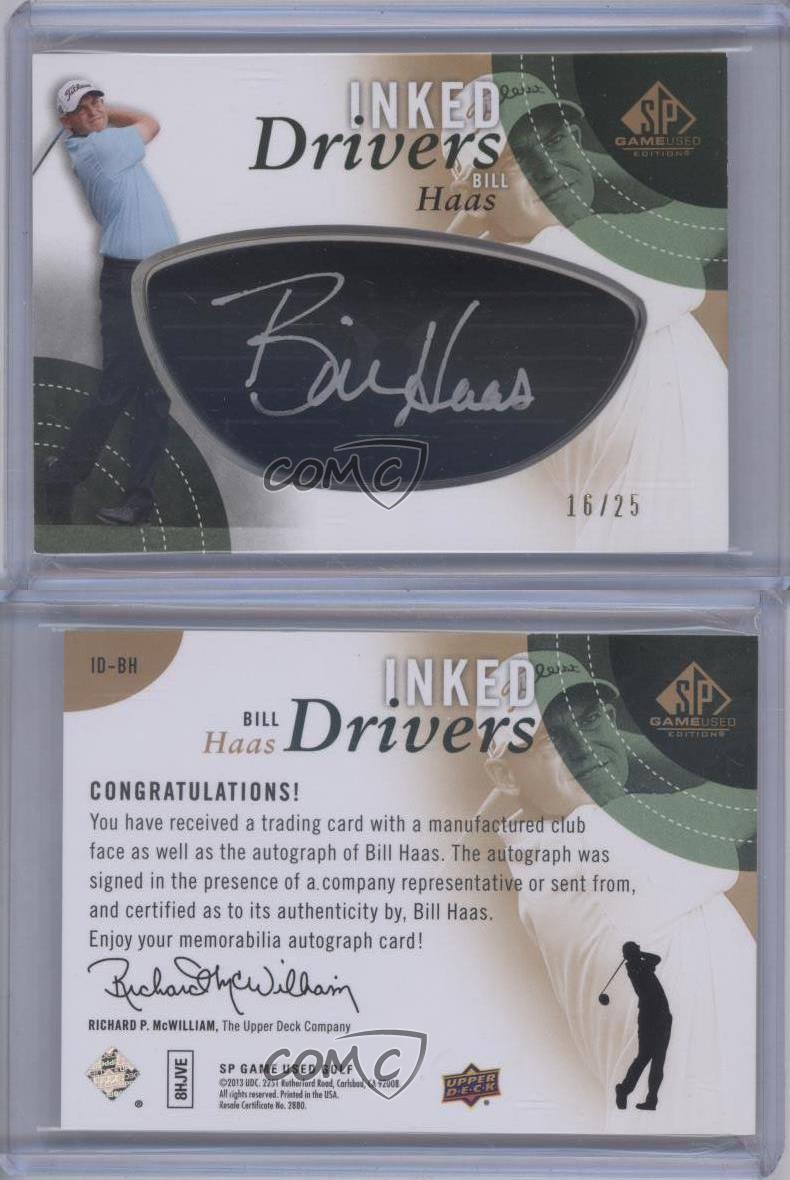 Titleist
INKED
Drivers
BILL
Haas
SP
GAMEUSED
EDITION®
Bill Haas
COMC
16/25
ID-BH
INKED
Drivers
BILL
Haas
SP
GAMEUSED
EDITION®
CONGRATULATIONS!
You have received a trading card with a manufactured club
face as well as the autograph of Bill Haas. The autograph was
signed in the presence of a company representative or sent from,
and certified as to its authenticity by, Bill Haas.
Enjoy your memorabilia autograph card!
Richard McWilliam
RICHARD P. McWILLIAM, The Upper Deck Company
COMC
8HJVE
SP GAME USED GOLF
©2013 UDC. 2251 Rutherford Road, Carlsbad, CA 92008.
All rights reserved. Printed in the USA.
Resale Certificate No. 2880.
UPPER
DECK
®
®